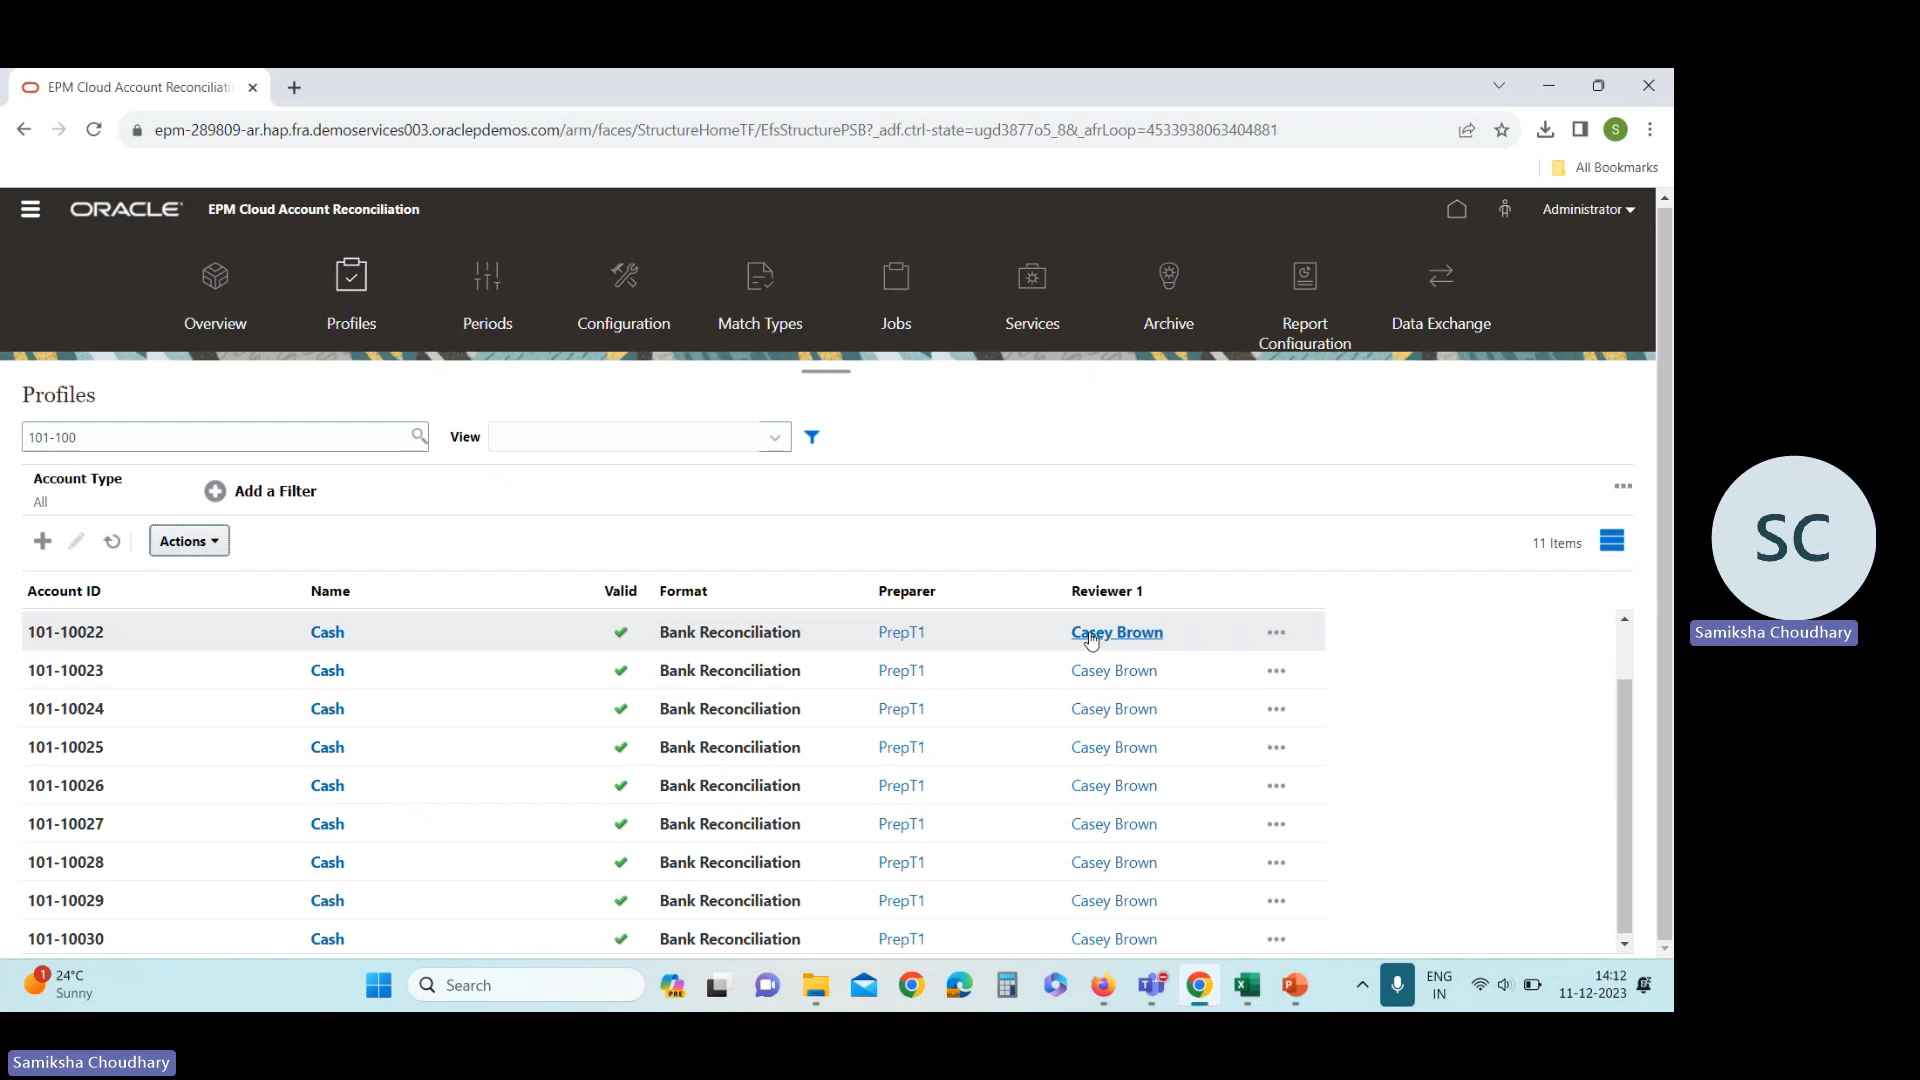 EPM Cloud Account Reconciliati
epm-289809-ar.hap.fra.demoservices003.oraclepdemos.com/arm/faces/StructureHomeTF/EfsStructurePSB?_adf.ctrl-state=ugd3877o5_8&_afrLoop=4533938063404881
S
All Bookmarks
ORACLE EPM Cloud Account Reconciliation
Administrator
Overview
Profiles
Periods
Configuration
Match Types
Jobs
Services
Archive
Report
Configuration
Data Exchange
Profiles
101-100
View
Account Type
All
Add a Filter
Actions
11 Items
Account ID Name Valid Format Preparer Reviewer 1
101-10022 Cash Bank Reconciliation PrepT1 Casey Brown
101-10023 Cash Bank Reconciliation PrepT1 Casey Brown
101-10024 Cash Bank Reconciliation PrepT1 Casey Brown
101-10025 Cash Bank Reconciliation PrepT1 Casey Brown
101-10026 Cash Bank Reconciliation PrepT1 Casey Brown
101-10027 Cash Bank Reconciliation PrepT1 Casey Brown
101-10028 Cash Bank Reconciliation PrepT1 Casey Brown
101-10029 Cash Bank Reconciliation PrepT1 Casey Brown
101-10030 Cash Bank Reconciliation PrepT1 Casey Brown
SC
Samiksha Choudhary
1
24°C
Sunny
Search
PRE
ENG
IN
14:12
11-12-2023
Samiksha Choudhary